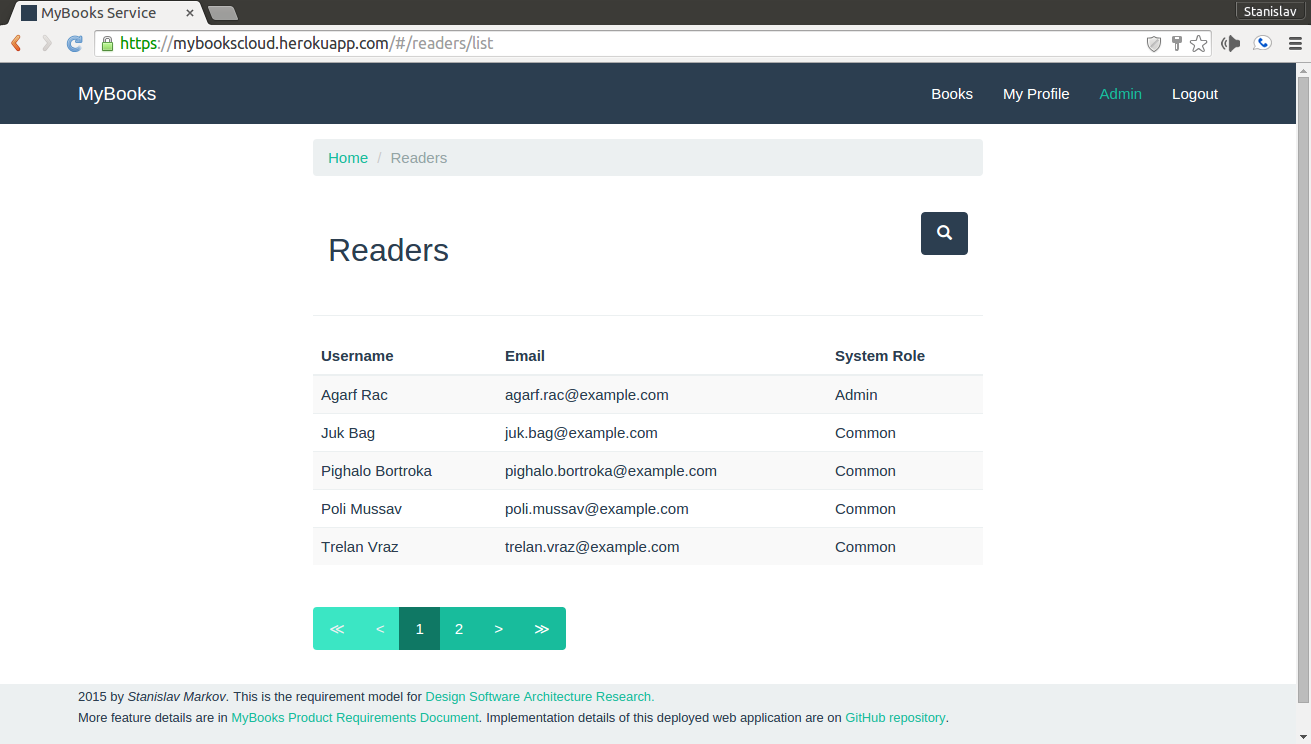 MyBooks Service × Stanislav
https://mybookscloud.herokuapp.com/#/readers/list
MyBooks Books My Profile Admin Logout
Home / Readers
Readers
Username Email System Role
Agarf Rac agarf.rac@example.com Admin
Juk Bag juk.bag@example.com Common
Pighalo Bortroka pighalo.bortroka@example.com Common
Poli Mussav poli.mussav@example.com Common
Trelan Vraz trelan.vraz@example.com Common
≪ < 1 2 > ≫
2015 by Stanislav Markov. This is the requirement model for Design Software Architecture Research.
More feature details are in MyBooks Product Requirements Document. Implementation details of this deployed web application are on GitHub repository.